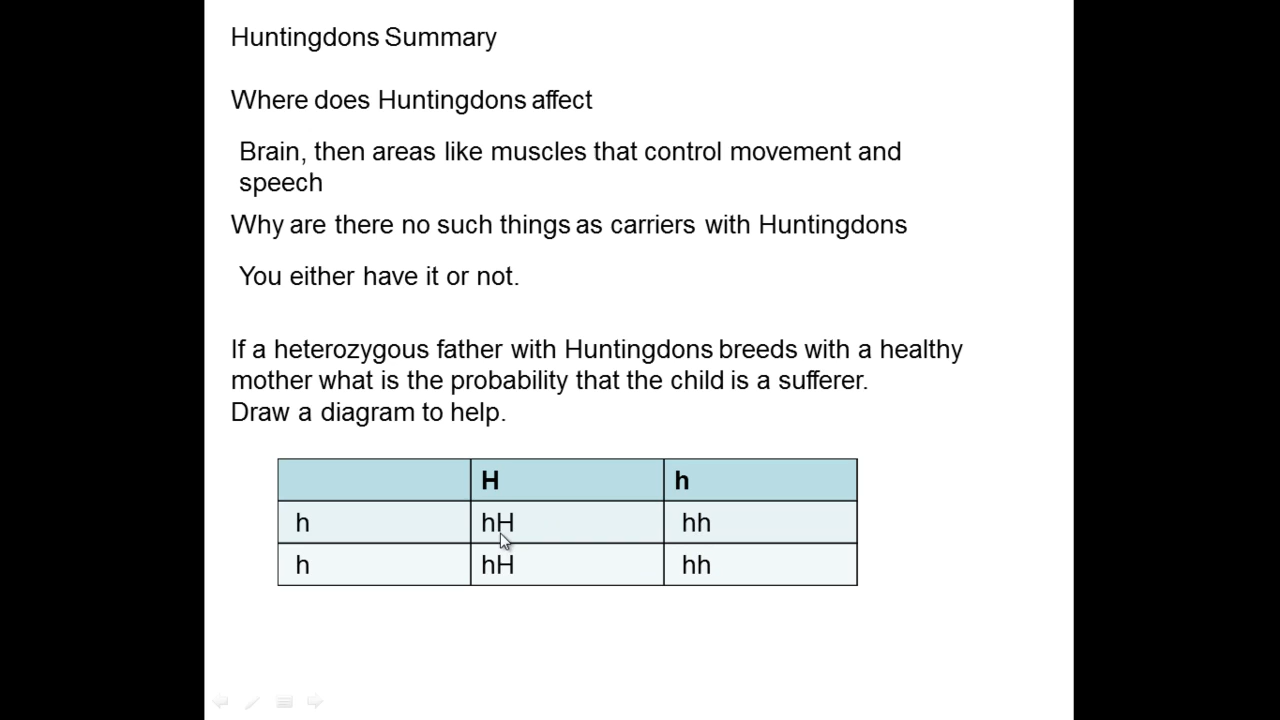 Huntingdons Summary
Where does Huntingdons affect
Brain, then areas like muscles that control movement and
speech
Why are there no such things as carriers with Huntingdons
You either have it or not.
If a heterozygous father with Huntingdons breeds with a healthy
mother what is the probability that the child is a sufferer.
Draw a diagram to help.
H h
h hH hh
h hH hh